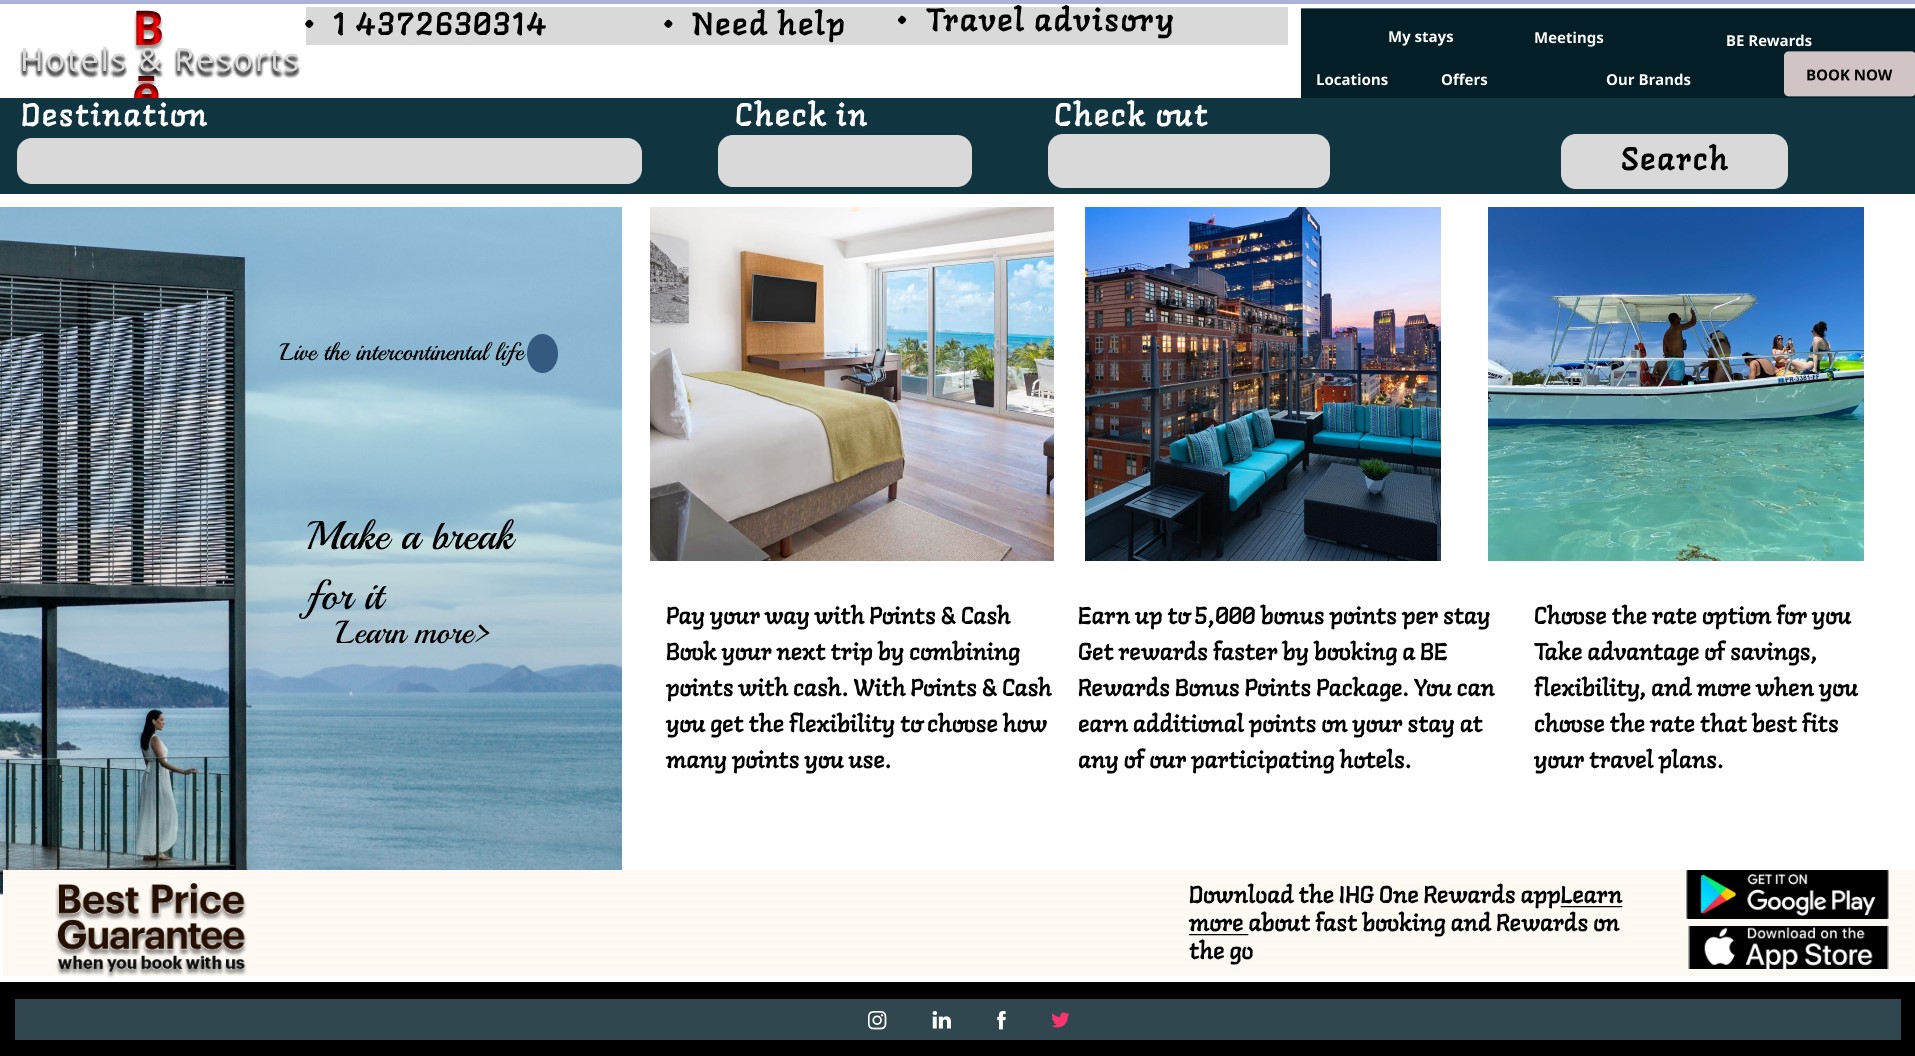 B
Hotels & Resorts
• 1 4372630314
• Need help
• Travel advisory
My stays
Meetings
BE Rewards
Locations
Offers
Our Brands
BOOK NOW
Destination
Check in
Check out
Search
Live the intercontinental life
Make a break
for it
Learn more>
Pay your way with Points & Cash
Book your next trip by combining
points with cash. With Points & Cash
you get the flexibility to choose how
many points you use.
Earn up to 5,000 bonus points per stay
Get rewards faster by booking a BE
Rewards Bonus Points Package. You can
earn additional points on your stay at
any of our participating hotels.
Choose the rate option for you
Take advantage of savings,
flexibility, and more when you
choose the rate that best fits
your travel plans.
Best Price
Guarantee
when you book with us
Download the IHG One Rewards appLearn
more about fast booking and Rewards on
the go
GET IT ON
Google Play
Download on the
App Store
in
f